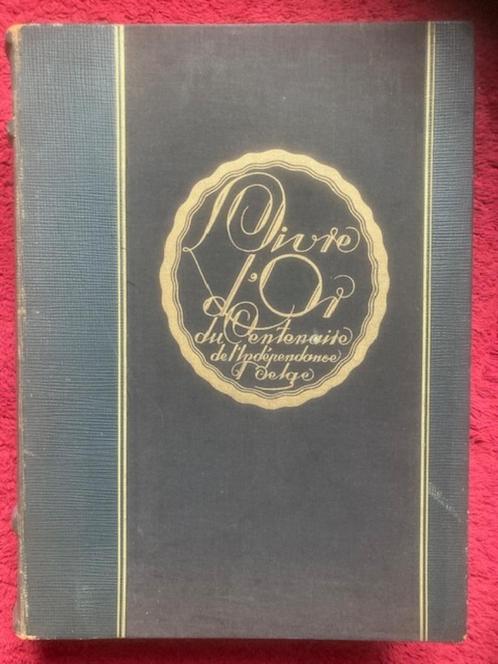 Livre
d'Or
du Centenaire
de l'Indépendance
Belge